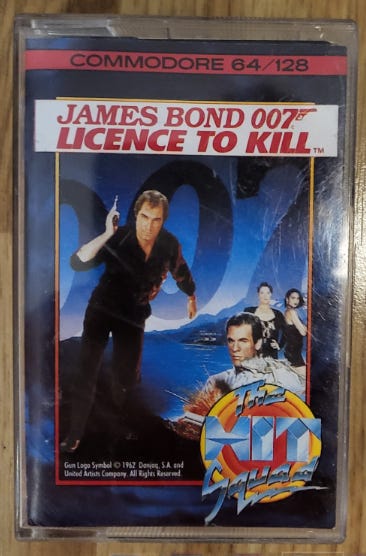 COMMODORE 64/128
JAMES BOND 007
LICENCE TO KILL TM
007
THE
HIT
Squad
Gun Logo Symbol © 1962 Danjaq, S.A. and
United Artists Company. All Rights Reserved.